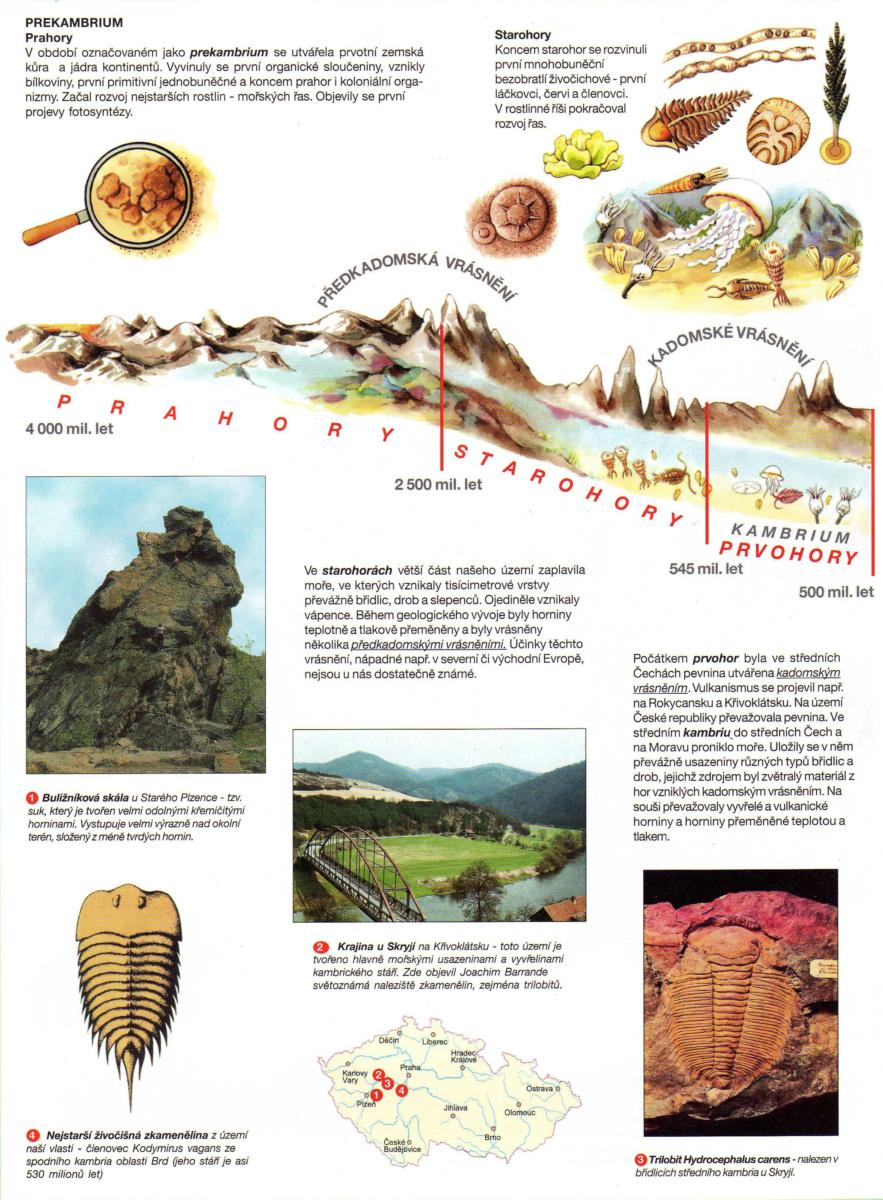 PREKAMBRIUM
Prahory
V období označovaném jako prekambrium se utvářela prvotní zemská
kůra a jádra kontinentů. Vyvinuly se první organické sloučeniny, vznikly
bílkoviny, první primitivní jednobuněčné a koncem prahor i koloniální orga-
nizmy. Začal rozvoj nejstarších rostlin - mořských řas. Objevily se první
projevy fotosyntézy.
Starohory
Koncem starohor se rozvinuli
první mnohobuněční
bezobratlí živočichové - první
láčkovci, červi a členovci.
V rostlinné říši pokračoval
rozvoj řas.
PŘEDKADOMSKÁ VRÁSNĚNÍ
KADOMSKÉ VRÁSNĚNÍ
PRAHORY
4 000 mil. let
STAROHORY
2 500 mil. let
KAMBRIUM
PRVOHORY
545 mil. let
500 mil. let
Ve starohorách větší část našeho území zaplavila
moře, ve kterých vznikaly tisícimetrové vrstvy
převážně břidlic, drob a slepenců. Ojediněle vznikaly
vápence. Během geologického vývoje byly horniny
teplotně a tlakově přeměněny a byly vrásněny
několika předkadomskými vrásněními. Účinky těchto
vrásnění, nápadné např. v severní či východní Evropě,
nejsou u nás dostatečně známé.
Počátkem prvohor byla ve středních
Čechách pevnina utvářena kadomským
vrásněním. Vulkanismus se projevil např.
na Rokycansku a Křivoklátsku. Na území
České republiky převažovala pevnina. Ve
středním kambriu do středních Čech a
na Moravu proniklo moře. Uložily se v něm
převážně usazeniny různých typů břidlic a
drob, jejichž zdrojem byl zvětralý materiál z
hor vzniklých kadomským vrásněním. Na
souši převažovaly vyvřelé a vulkanické
horniny a horniny přeměněné teplotou a
tlakem.
1 Buližníková skála u Starého Plzence - tzv.
suk, který je tvořen velmi odolnými křemičitými
horninami. Vystupuje velmi výrazně nad okolní
terén, složený z méně tvrdých hornin.
2 Krajina u Skryjí na Křivoklátsku - toto území je
tvořeno hlavně mořskými usazeninami a vyvřelinami
kambrického stáří. Zde objevil Joachim Barrande
světoznámá naleziště zkamenělin, zejména trilobitů.
Děčín
Liberec
Karlovy
Vary
Praha
Hradec
Králové
2
3
1
4
Plzeň
Ostrava
Jihlava
Olomouc
České
Budějovice
Brno
4 Nejstarší živočišná zkamenělina z území
naší vlasti - členovec Kodymirus vagans ze
spodního kambria oblasti Brd (jeho stáří je asi
530 milionů let)
3 Trilobit Hydrocephalus carens - nalezen v
břidlicích středního kambria u Skryjí.